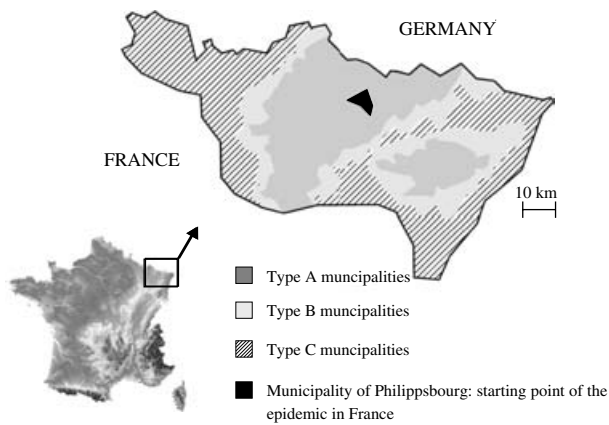 GERMANY
FRANCE
10 km
Type A muncipalities
Type B muncipalities
Type C muncipalities
Municipality of Philippsbourg: starting point of the
epidemic in France